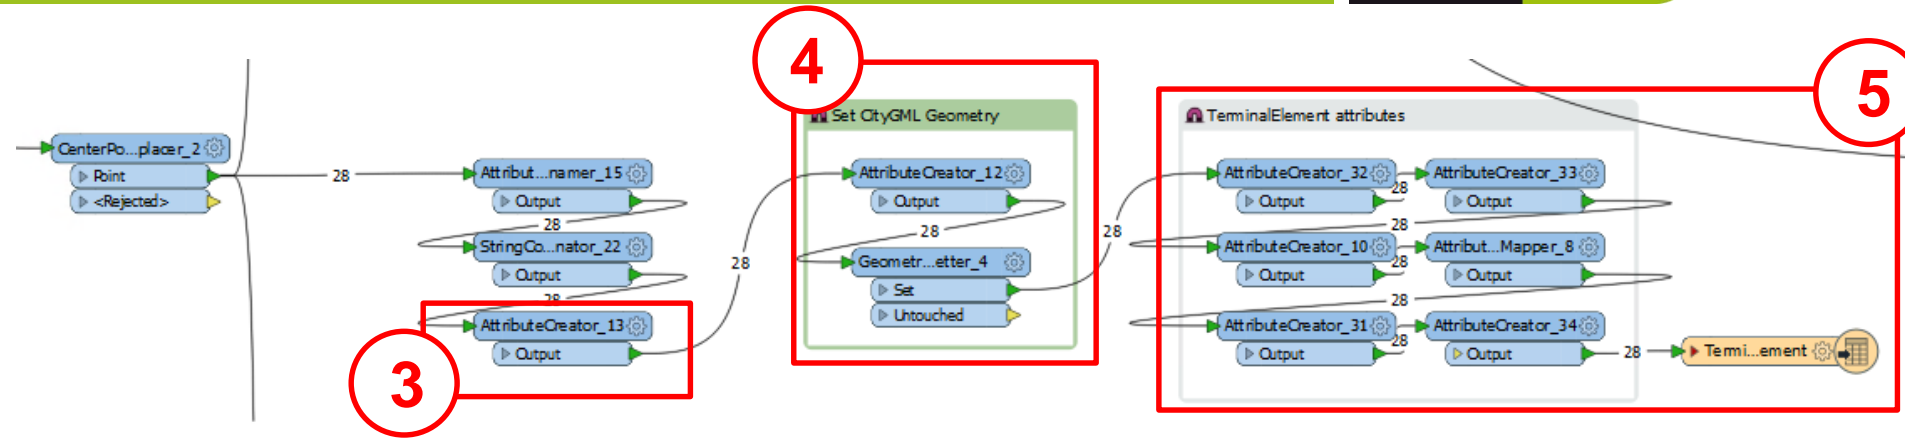 4
5
Set CityGML Geometry
TerminalElement attributes
CenterPo...placer_2
Point
<Rejected>
28
Attribut...namer_15
Output
28
StringCo...nator_22
Output
28
AttributeCreator_13
Output
3
28
AttributeCreator_12
Output
28
Geometr...etter_4
Set
Untouched
28
AttributeCreator_32
Output
28
AttributeCreator_33
Output
28
AttributeCreator_10
Output
28
Attribut...Mapper_8
Output
28
AttributeCreator_31
Output
28
AttributeCreator_34
Output
28
Termi...ement